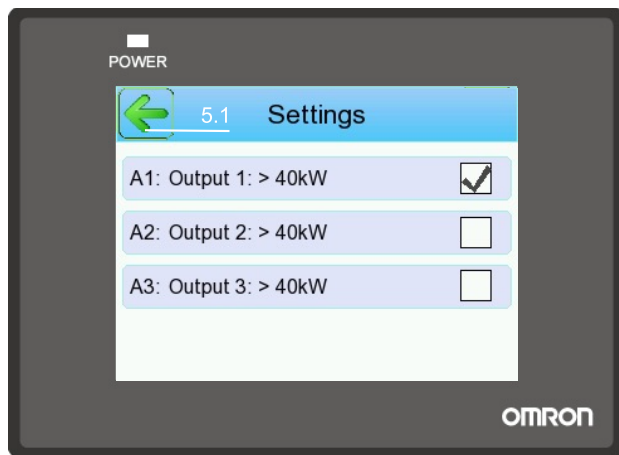 POWER
5.1 Settings
A1: Output 1: > 40kW
A2: Output 2: > 40kW
A3: Output 3: > 40kW
OMRON